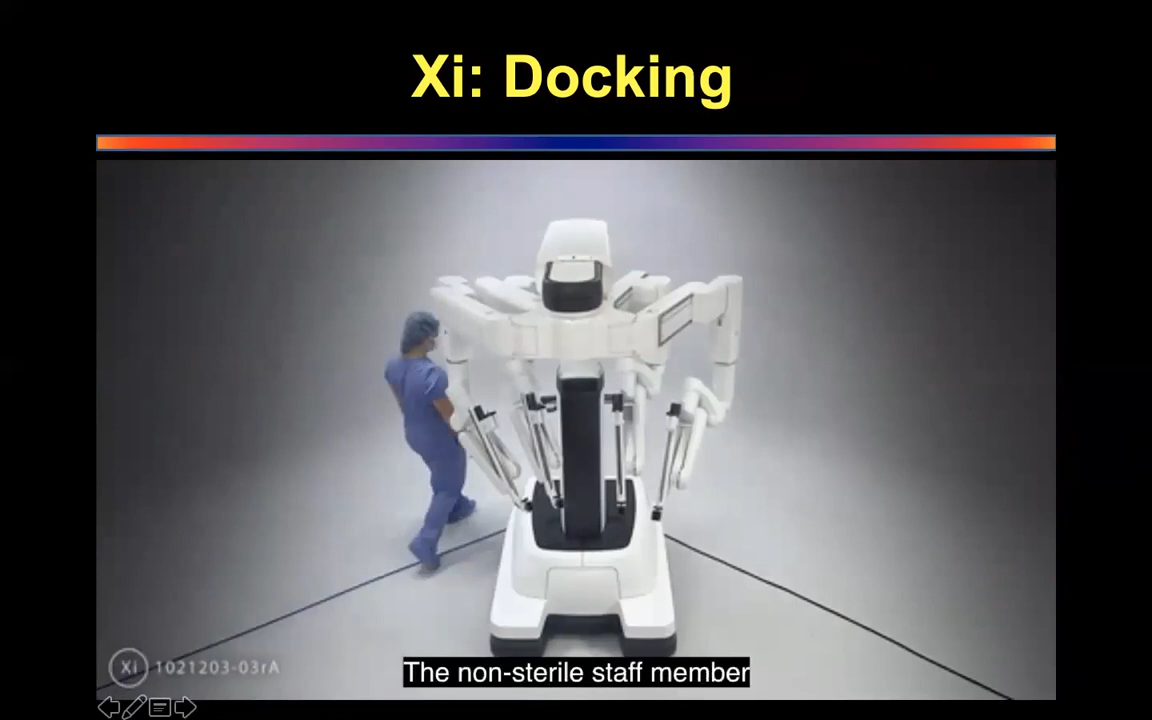 Xi: Docking
Xi 1021203-03rA
The non-sterile staff member